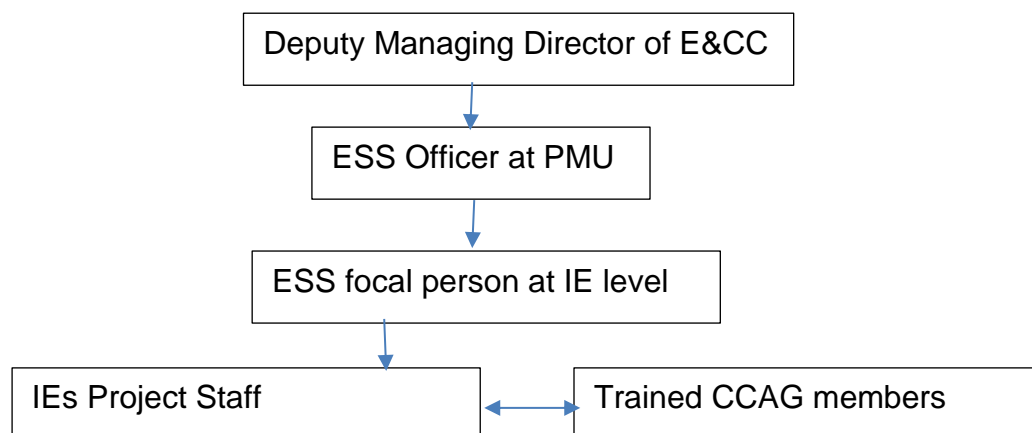 Deputy Managing Director of E&CC
ESS Officer at PMU
ESS focal person at IE level
IEs Project Staff
Trained CCAG members